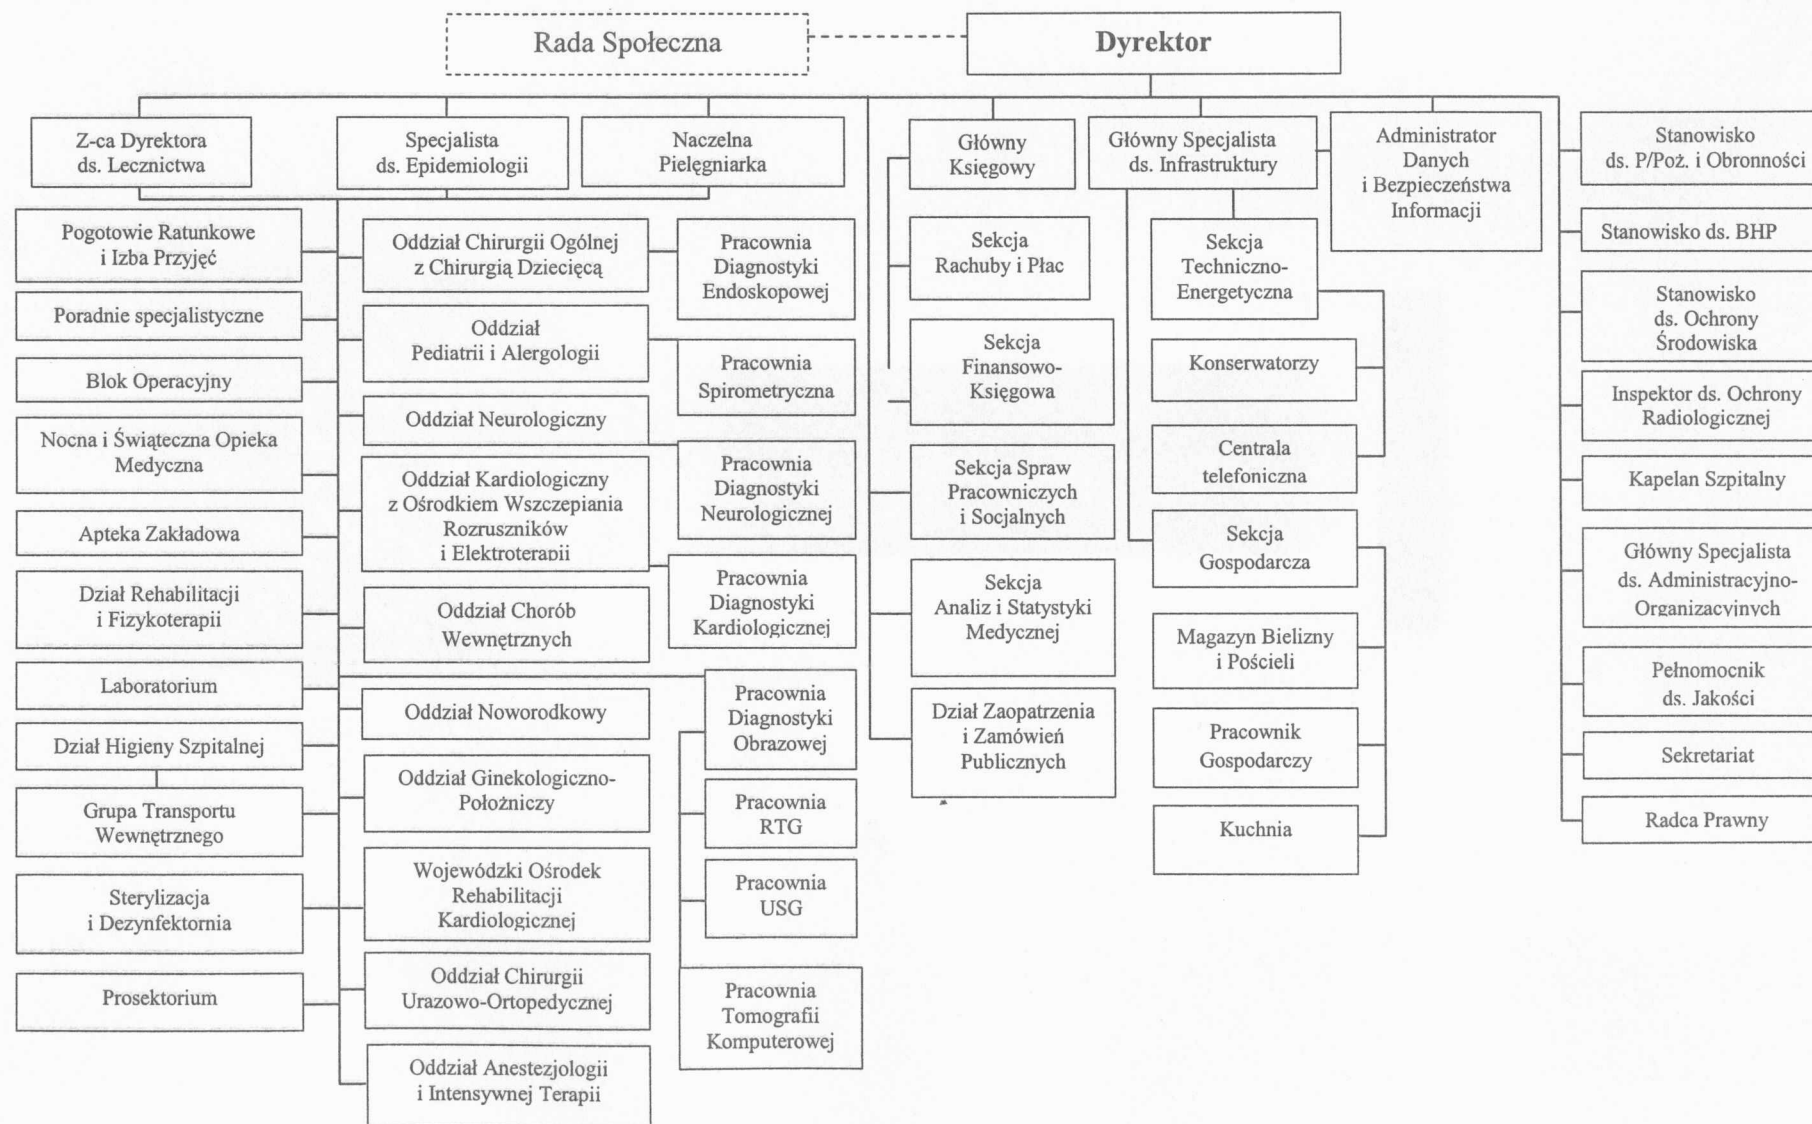 Rada Społeczna
Dyrektor
Z-ca Dyrektora
ds. Lecznictwa
Specjalista
ds. Epidemiologii
Naczelna
Pielęgniarka
Główny
Księgowy
Główny Specjalista
ds. Infrastruktury
Administrator
Danych
i Bezpieczeństwa
Informacji
Stanowisko
ds. P/Poż. i Obronności
Pogotowie Ratunkowe
i Izba Przyjęć
Poradnie specjalistyczne
Blok Operacyjny
Nocna i Świąteczna Opieka
Medyczna
Apteka Zakładowa
Dział Rehabilitacji
i Fizykoterapii
Laboratorium
Dział Higieny Szpitalnej
Grupa Transportu
Wewnętrznego
Sterylizacja
i Dezynfektornia
Prosektorium
Oddział Chirurgii Ogólnej
z Chirurgią Dziecięcą
Oddział
Pediatrii i Alergologii
Oddział Neurologiczny
Oddział Kardiologiczny
z Ośrodkiem Wszczepiania
Rozruszników
i Elektroterapii
Oddział Chorób
Wewnętrznych
Oddział Noworodkowy
Oddział Ginekologiczno-
Położniczy
Wojewódzki Ośrodek
Rehabilitacji
Kardiologicznej
Oddział Chirurgii
Urazowo-Ortopedycznej
Oddział Anestezjologii
i Intensywnej Terapii
Pracownia
Diagnostyki
Endoskopowej
Pracownia
Spirometryczna
Pracownia
Diagnostyki
Neurologicznej
Pracownia
Diagnostyki
Kardiologicznej
Pracownia
Diagnostyki
Obrazowej
Pracownia
RTG
Pracownia
USG
Pracownia
Tomografii
Komputerowej
Sekcja
Rachuby i Płac
Sekcja
Finansowo-
Księgowa
Sekcja Spraw
Pracowniczych
i Socjalnych
Sekcja
Analiz i Statystyki
Medycznej
Dział Zaopatrzenia
i Zamówień
Publicznych
Sekcja
Techniczno-
Energetyczna
Konserwatorzy
Centrala
telefoniczna
Sekcja
Gospodarcza
Magazyn Bielizny
i Pościeli
Pracownik
Gospodarczy
Kuchnia
Stanowisko ds. BHP
Stanowisko
ds. Ochrony
Środowiska
Inspektor ds. Ochrony
Radiologicznej
Kapelan Szpitalny
Główny Specjalista
ds. Administracyjno-
Organizacyjnych
Pełnomocnik
ds. Jakości
Sekretariat
Radca Prawny